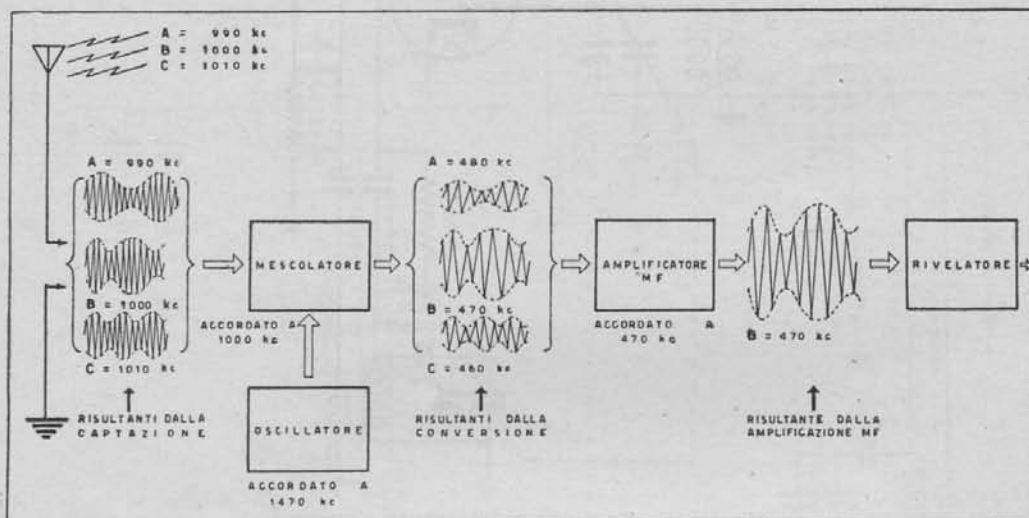 A = 990 kc
B = 1000 kc
C = 1010 kc
A = 990 kC
B = 1000 kc
C = 1010 kc
RISULTANTI DALLA
CAPTAZIONE
MESCOLATORE
ACCORDATO A
1000 kc
OSCILLATORE
ACCORDATO A
1470 kc
A = 480 kc
B = 470 kc
C = 460 kc
RISULTANTI DALLA
CONVERSIONE
AMPLIFICATORE
MF
ACCORDATO A
470 kc
B = 470 kc
RISULTANTE DALLA
AMPLIFICAZIONE MF
RIVELATORE